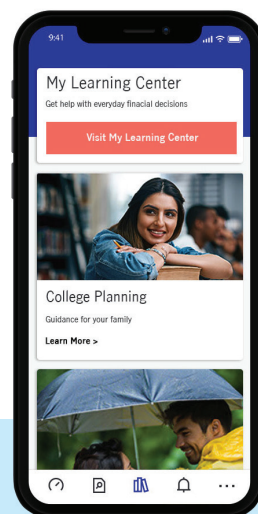 9:41
My Learning Center
Get help with everyday finacial decisions
Visit My Learning Center
College Planning
Guidance for your family
Learn More >